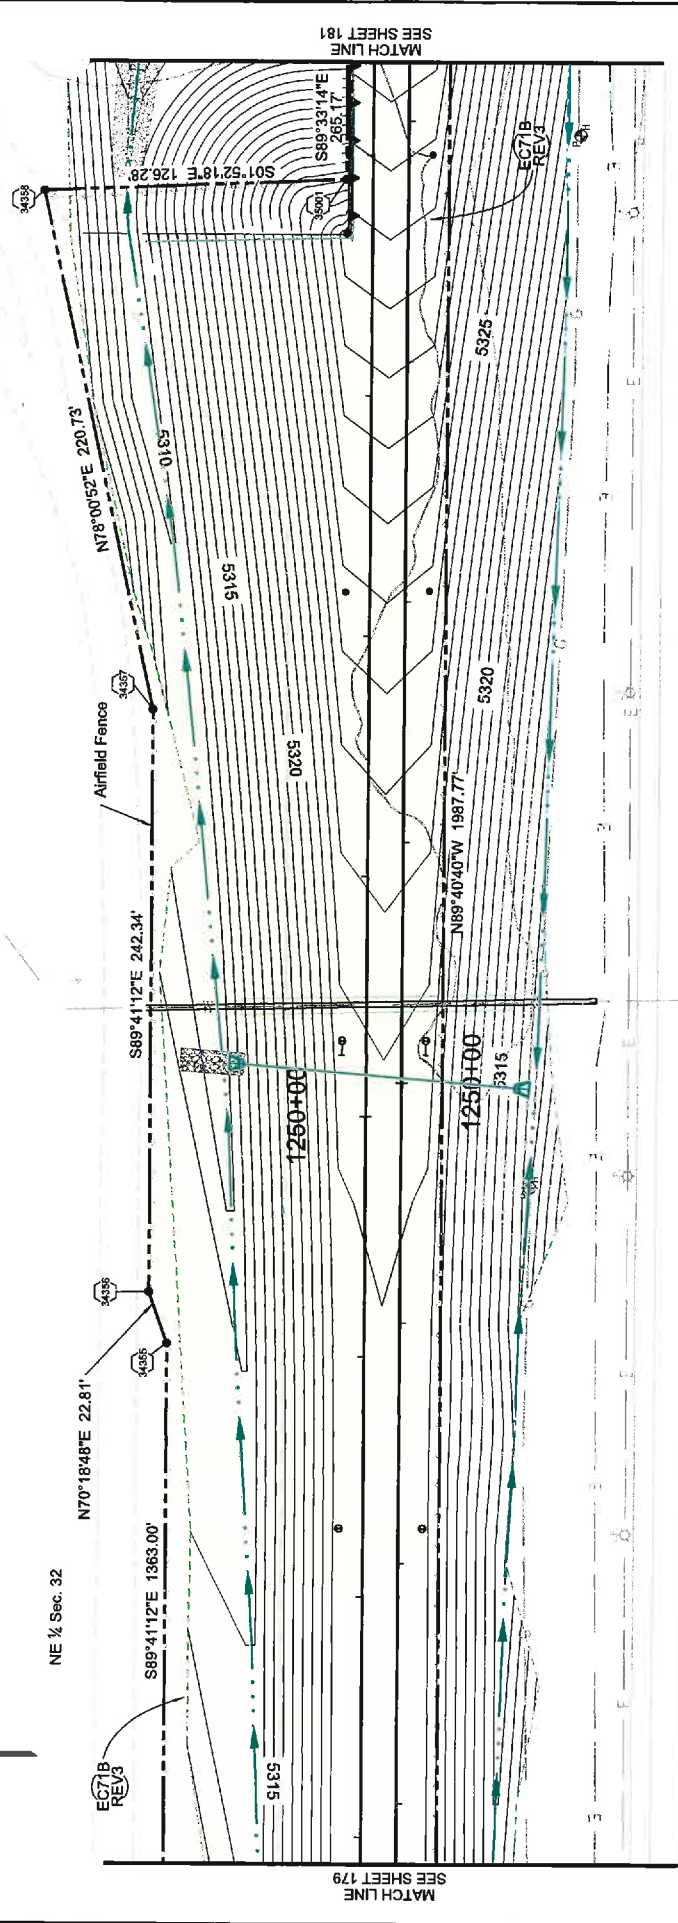 MATCH LINE
SEE SHEET 181
S89°33'14"E
265.17'
S01°52'18"E 126.28'
34358
35001
EC71B
REV3
N78°00'52"E 220.73'
5310
5325
5315
34357
Airfield Fence
5320
5320
S89°41'12"E 242.34'
N89°40'40"W 1987.77'
1250+00
1250+00
5315
34356
34355
N70°18'48"E 22.81'
S89°41'12"E 1363.00'
NE ¼ Sec. 32
EC71B
REV3
5315
MATCH LINE
SEE SHEET 179